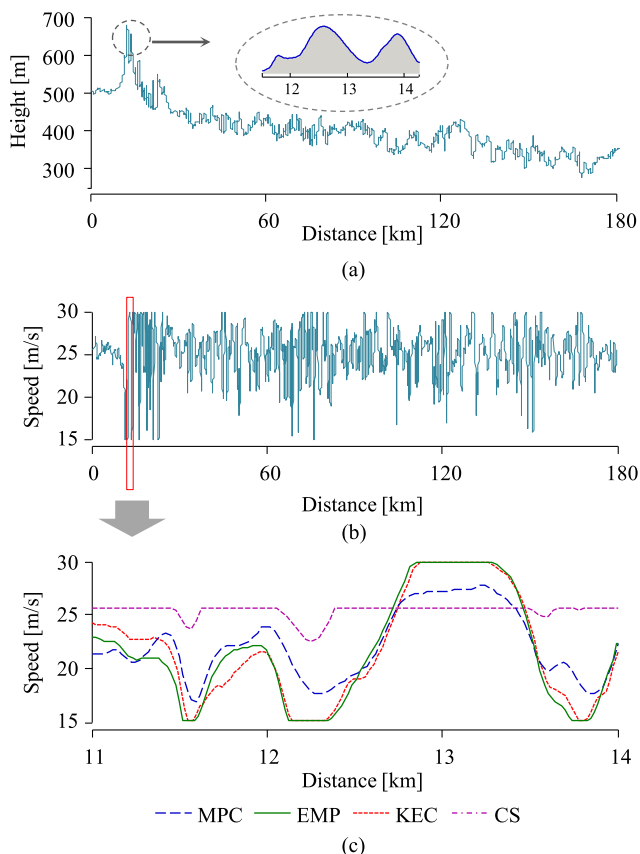 700
600
500
400
300
Height [m]
12 13 14
0 60 120 180
Distance [km]
(a)
30
25
20
15
Speed [m/s]
0 60 120 180
Distance [km]
(b)
30
25
20
15
Speed [m/s]
11 12 13 14
Distance [km]
MPC EMP KEC CS
(c)